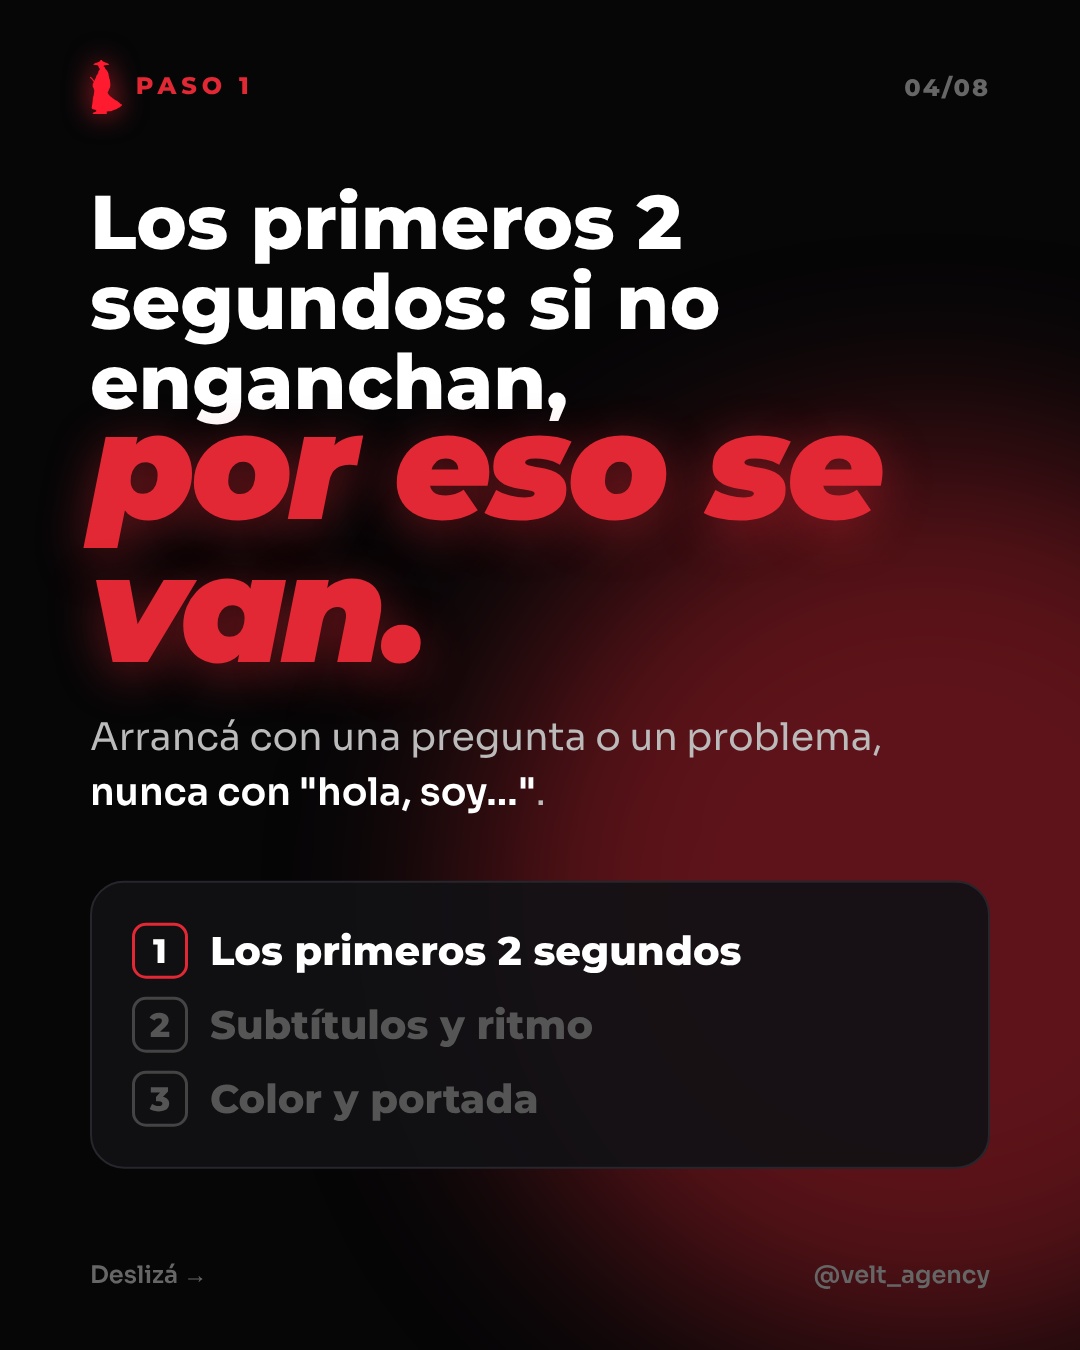 PASO 1
04/08
Los primeros 2
segundos: si no
enganchan,
por eso se
van.
Arrancá con una pregunta o un problema,
nunca con "hola, soy...".
1 Los primeros 2 segundos
2 Subtítulos y ritmo
3 Color y portada
Deslizá →
@velt_agency